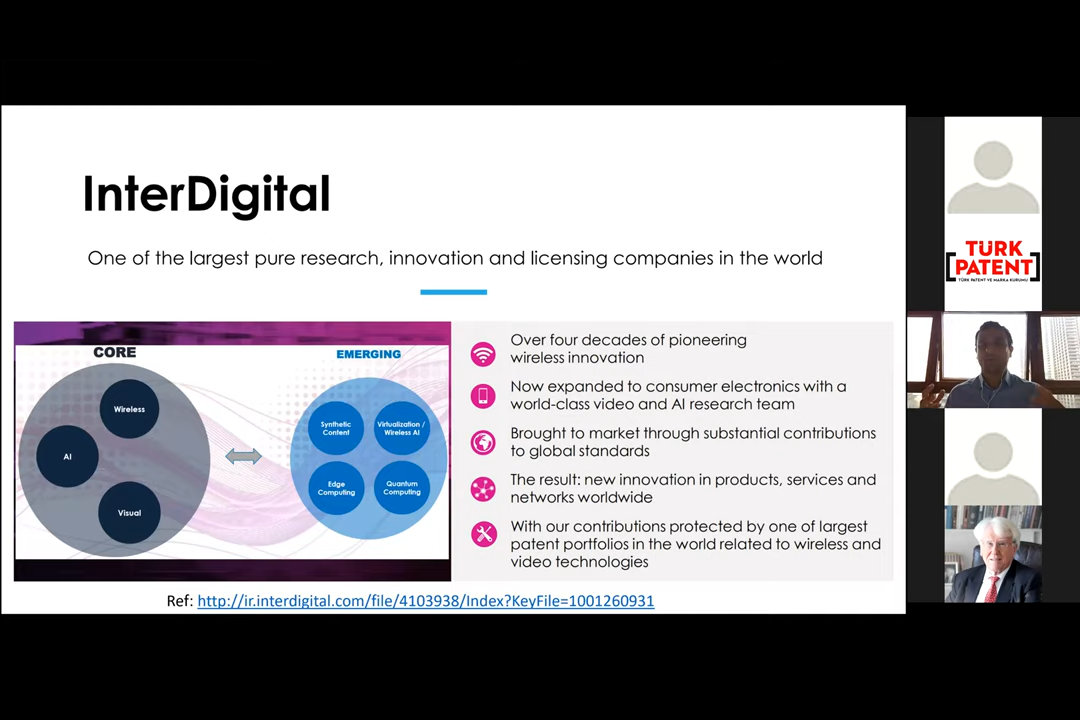 InterDigital
One of the largest pure research, innovation and licensing companies in the world
CORE
Wireless
AI
Visual
EMERGING
Synthetic
Content
Virtualization /
Wireless AI
Edge
Computing
Quantum
Computing
Over four decades of pioneering
wireless innovation
Now expanded to consumer electronics with a
world-class video and AI research team
Brought to market through substantial contributions
to global standards
The result: new innovation in products, services and
networks worldwide
With our contributions protected by one of largest
patent portfolios in the world related to wireless and
video technologies
Ref: http://ir.interdigital.com/file/4103938/Index?KeyFile=1001260931
TÜRK
PATENT
TÜRK PATENT VE MARKA KURUMU